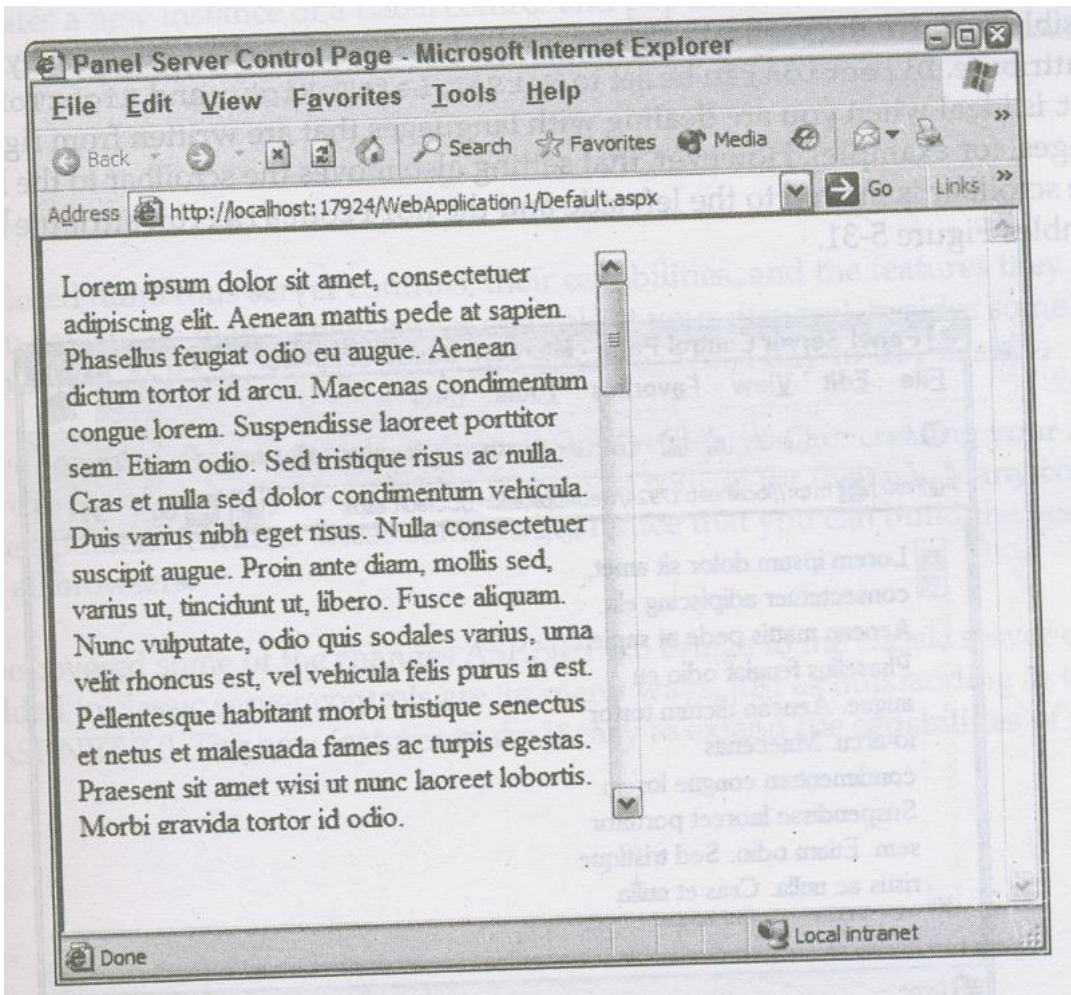 Panel Server Control Page - Microsoft Internet Explorer
File Edit View Favorites Tools Help
Back Search Favorites Media
Address http://localhost:17924/WebApplication1/Default.aspx Go Links
Lorem ipsum dolor sit amet, consectetuer
adipiscing elit. Aenean mattis pede at sapien.
Phasellus feugiat odio eu augue. Aenean
dictum tortor id arcu. Maecenas condimentum
congue lorem. Suspendisse laoreet porttitor
sem. Etiam odio. Sed tristique risus ac nulla.
Cras et nulla sed dolor condimentum vehicula.
Duis varius nibh eget risus. Nulla consectetuer
suscipit augue. Proin ante diam, mollis sed,
varius ut, tincidunt ut, libero. Fusce aliquam.
Nunc vulputate, odio quis sodales varius, urna
velit rhoncus est, vel vehicula felis purus in est.
Pellentesque habitant morbi tristique senectus
et netus et malesuada fames ac turpis egestas.
Praesent sit amet wisi ut nunc laoreet lobortis.
Morbi gravida tortor id odio.
Done Local intranet